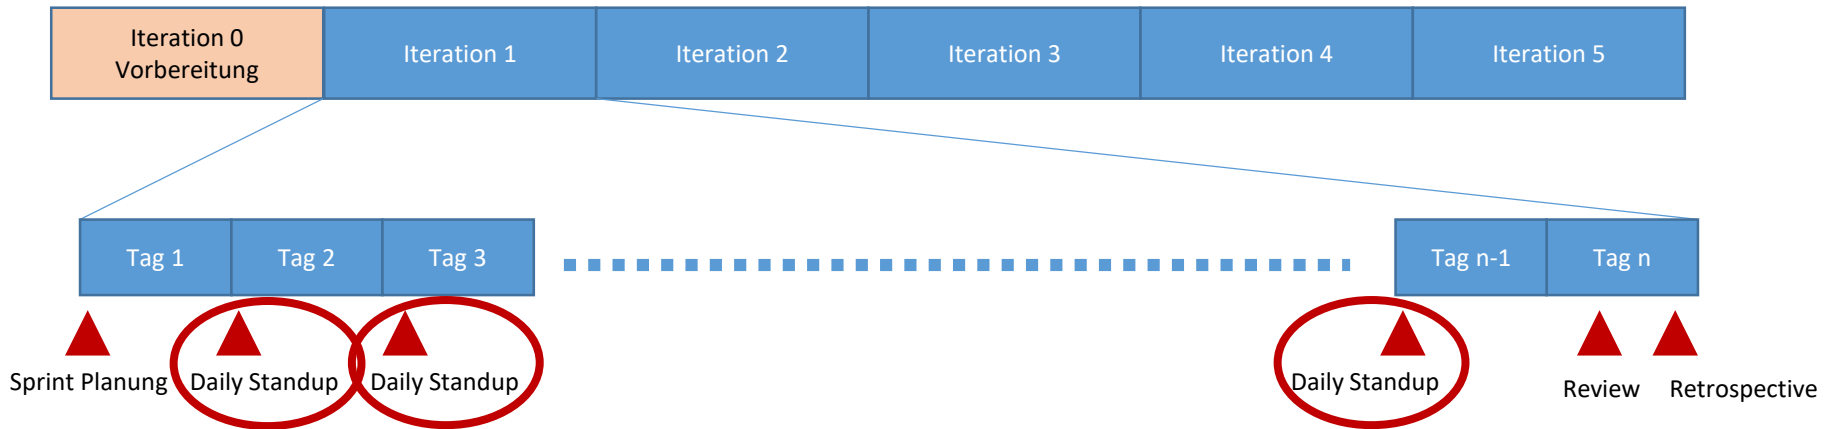 Iteration 0
Vorbereitung
Iteration 1
Iteration 2
Iteration 3
Iteration 4
Iteration 5
Tag 1
Tag 2
Tag 3
Tag n-1
Tag n
Sprint Planung
Daily Standup
Daily Standup
Daily Standup
Review
Retrospective